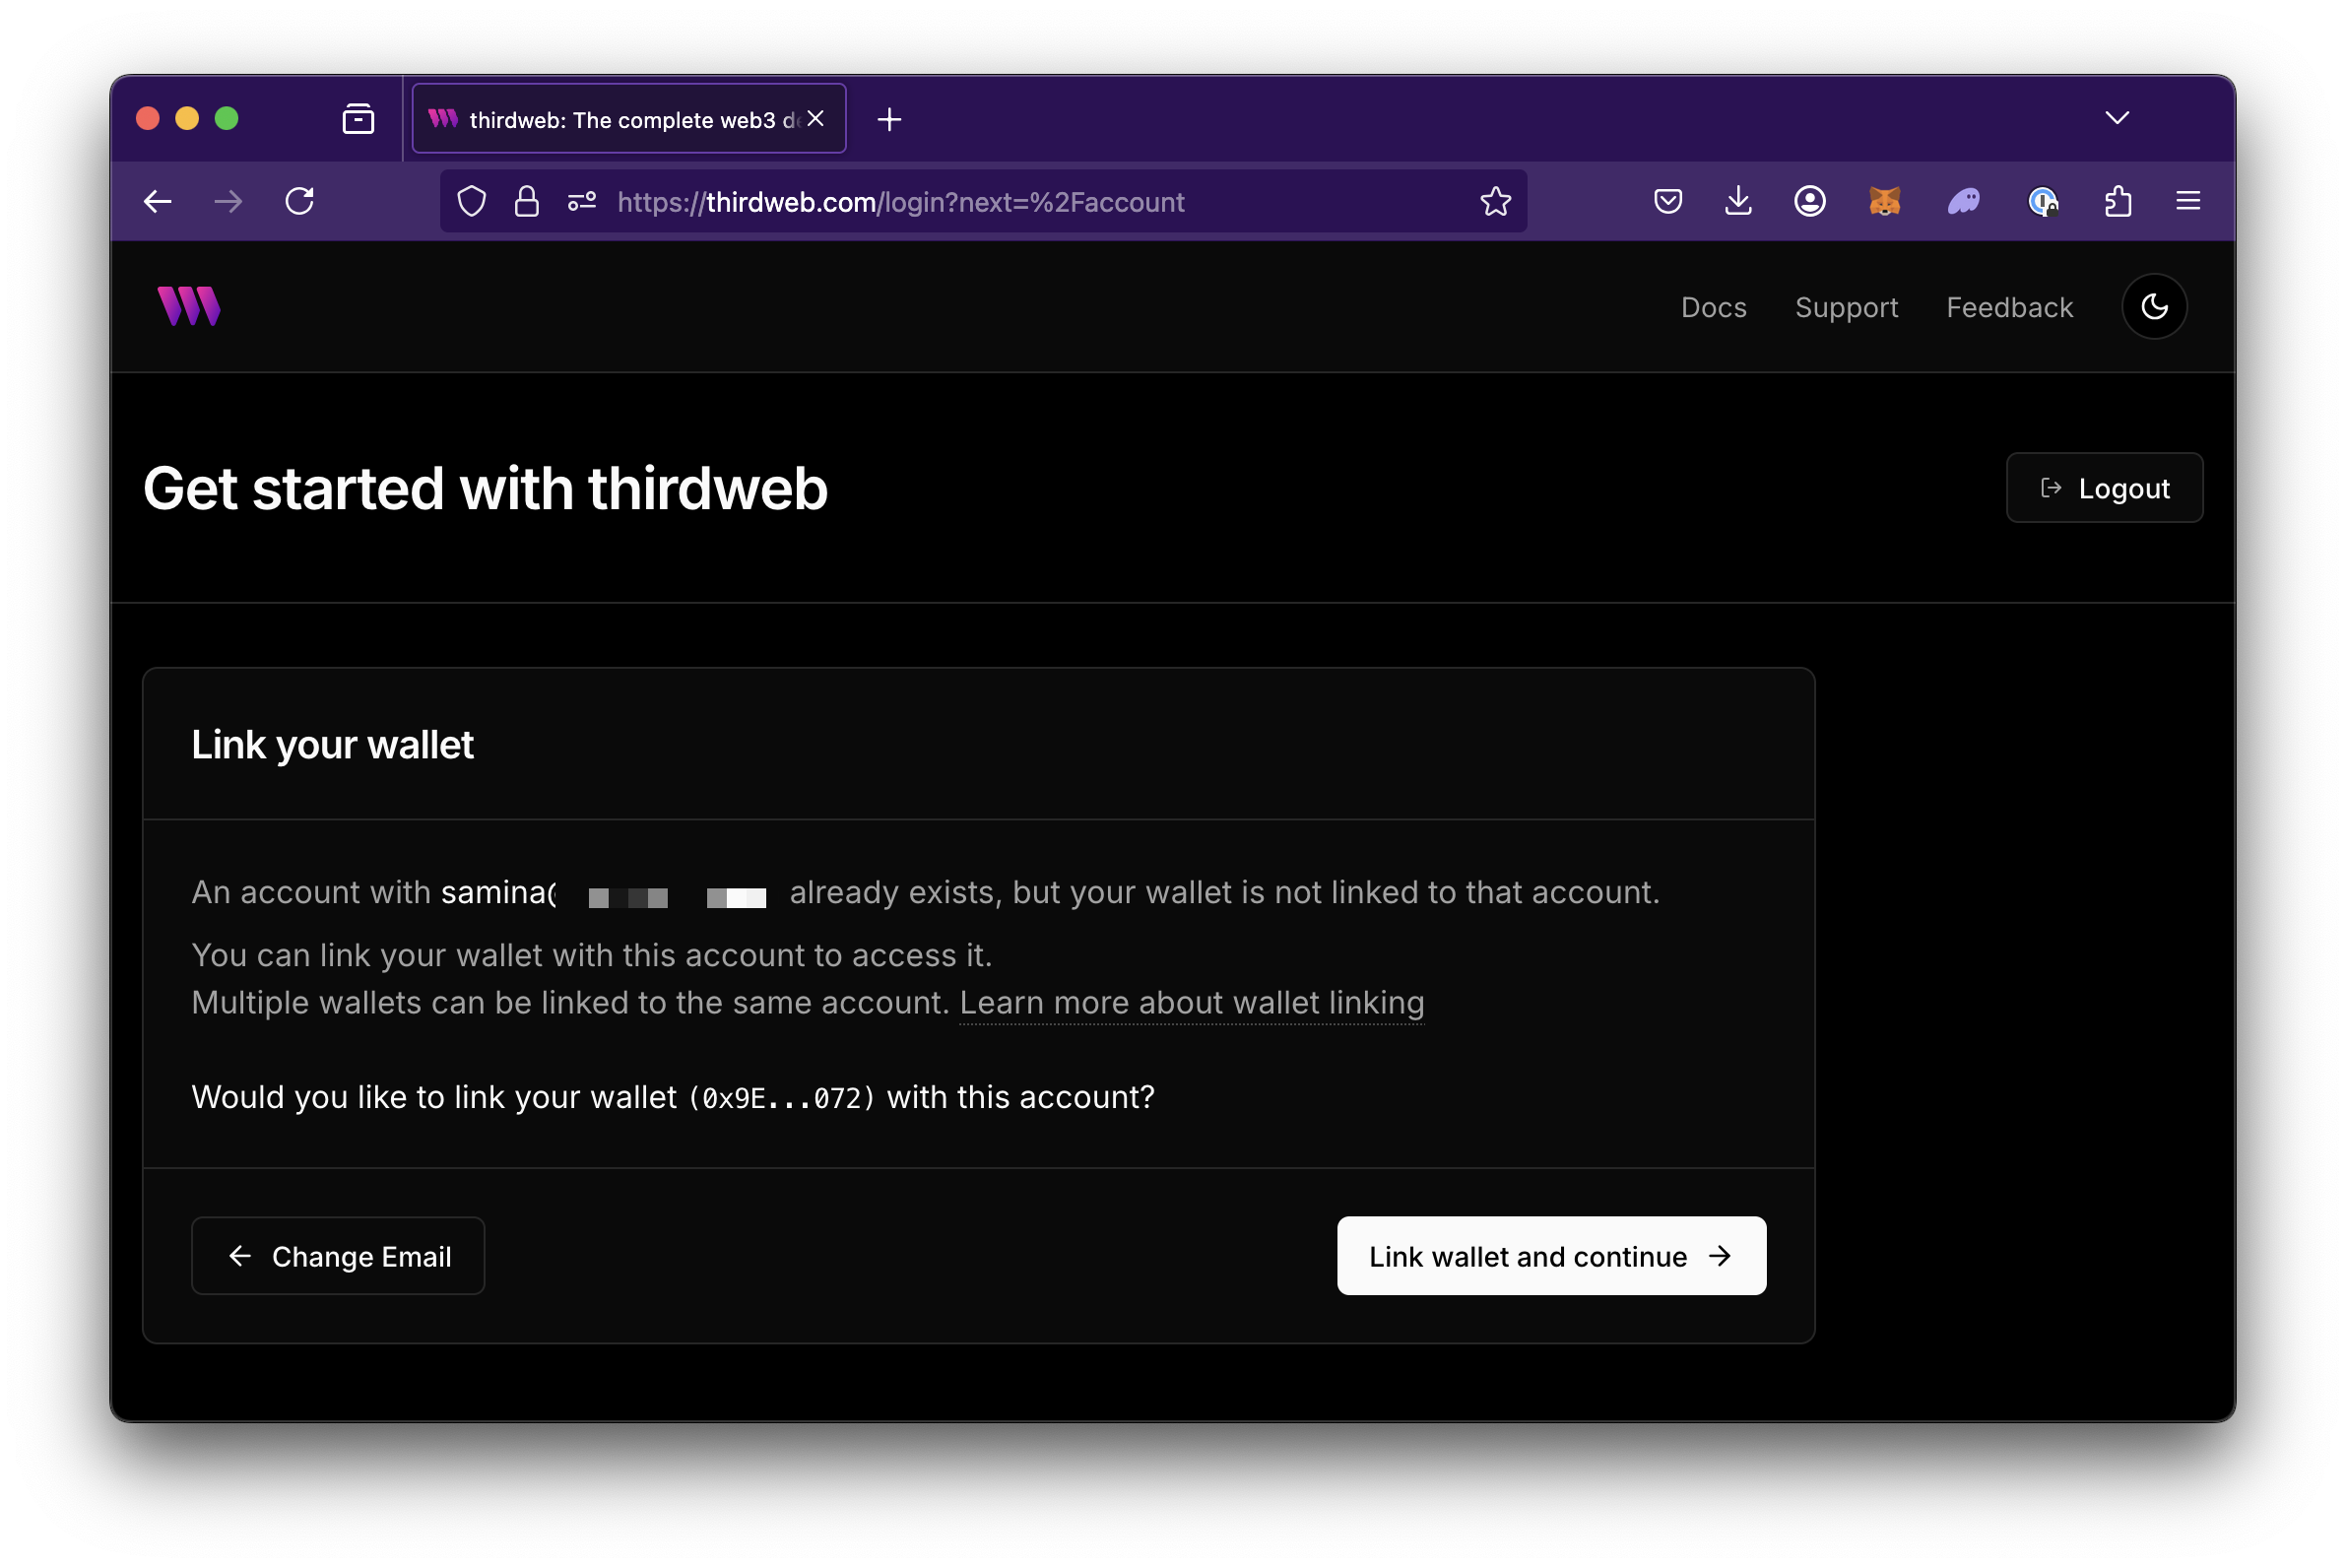 thirdweb: The complete web3 d
https://thirdweb.com/login?next=%2Faccount
Docs Support Feedback
Get started with thirdweb
Logout
Link your wallet
An account with samina already exists, but your wallet is not linked to that account.
You can link your wallet with this account to access it.
Multiple wallets can be linked to the same account. Learn more about wallet linking
Would you like to link your wallet (0x9E...072) with this account?
Change Email
Link wallet and continue